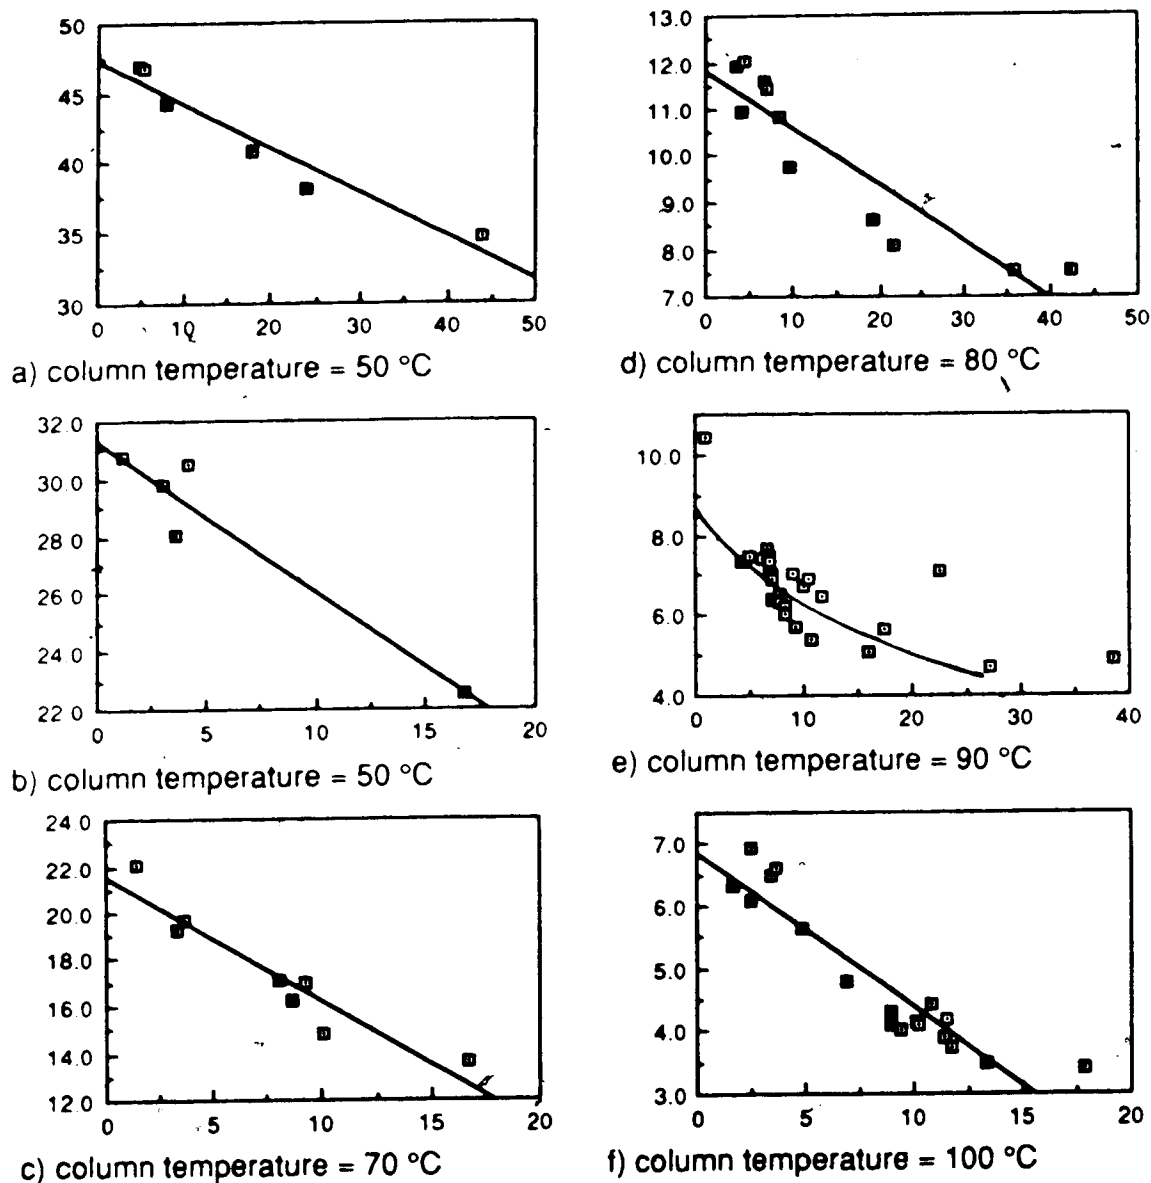 50
45
40
35
30
0 10 20 30 40 50
a) column temperature = 50 °C
32.0
30.0
28.0
26.0
24.0
22.0
0 5 10 15 20
b) column temperature = 50 °C
24.0
22.0
20.0
18.0
16.0
14.0
12.0
0 5 10 15 20
c) column temperature = 70 °C
13.0
12.0
11.0
10.0
9.0
8.0
7.0
0 10 20 30 40 50
d) column temperature = 80 °C
10.0
8.0
6.0
4.0
0 10 20 30 40
e) column temperature = 90 °C
7.0
6.0
5.0
4.0
3.0
0 5 10 15 20
f) column temperature = 100 °C